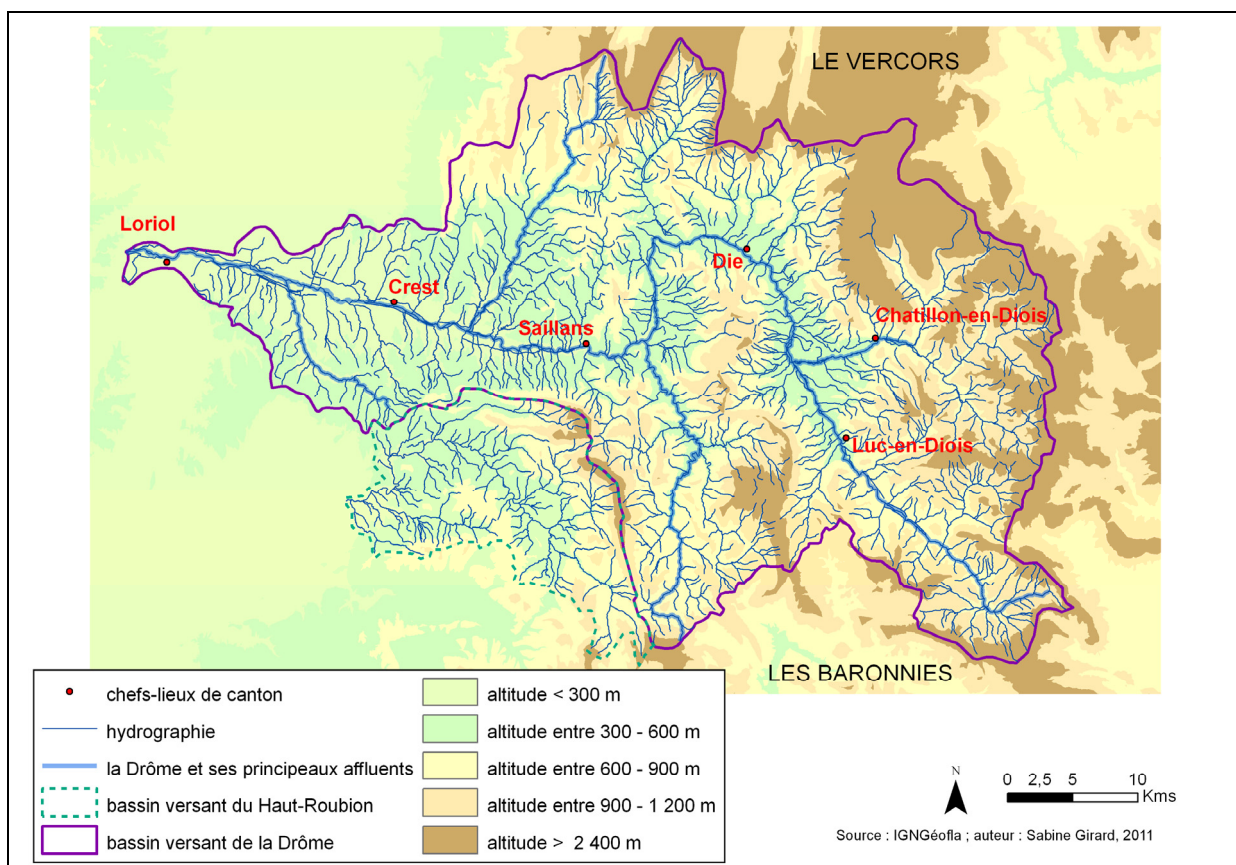 LE VERCORS
Loriol
Crest
Die
Saillans
Chatillon-en-Diois
Luc-en-Diois
LES BARONNIES
chefs-lieux de canton
hydrographie
la Drôme et ses principeaux affluents
bassin versant du Haut-Roubion
bassin versant de la Drôme
altitude < 300 m
altitude entre 300 - 600 m
altitude entre 600 - 900 m
altitude entre 900 - 1 200 m
altitude > 2 400 m
N
0 2,5 5 10
Kms
Source : IGNGéofla ; auteur : Sabine Girard, 2011